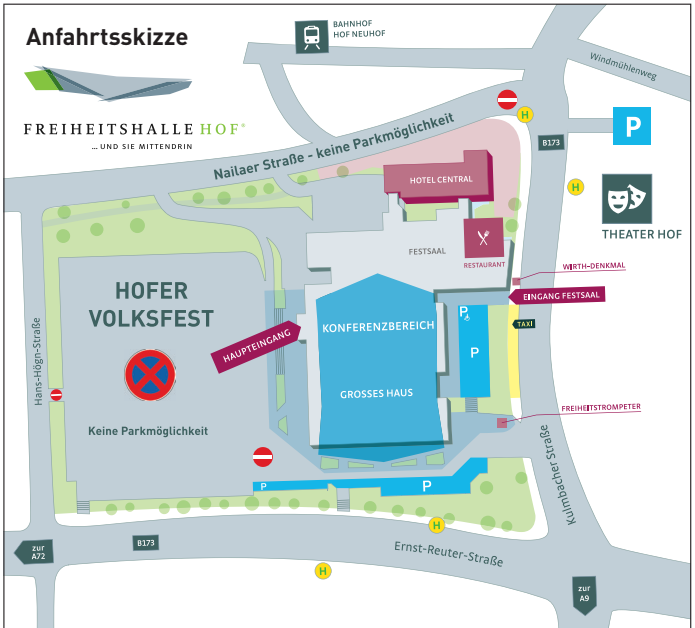 Anfahrtsskizze
BAHNHOF
HOF NEUHOF
FREIHEITSHALLE HOF®
... UND SIE MITTENDRIN
Windmühlenweg
Nailaer Straße - keine Parkmöglichkeit
H
B173
P
H
HOTEL CENTRAL
THEATER HOF
FESTSAAL
RESTAURANT
WIRTH-DENKMAL
EINGANG FESTSAAL
HOFER
VOLKSFEST
KONFERENZBEREICH
P
TAXI
HAUPTEINGANG
P
Hans-Högn-Straße
GROSSES HAUS
FREIHEITSTROMPETER
Keine Parkmöglichkeit
Kulmbacher Straße
P
P
H
B173
zur
A72
Ernst-Reuter-Straße
H
zur
A9